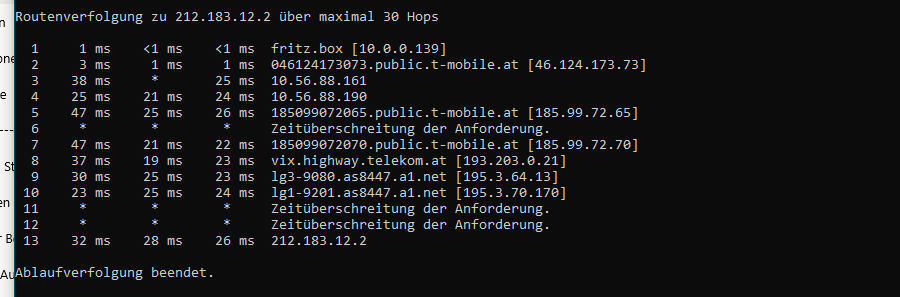 Routenverfolgung zu 212.183.12.2 über maximal 30 Hops
1 1 ms <1 ms <1 ms fritz.box [10.0.0.139]
2 3 ms 1 ms 1 ms 046124173073.public.t-mobile.at [46.124.173.73]
3 38 ms * 25 ms 10.56.88.161
4 25 ms 21 ms 24 ms 10.56.88.190
5 47 ms 25 ms 26 ms 185099072065.public.t-mobile.at [185.99.72.65]
6 * * * Zeitüberschreitung der Anforderung.
7 47 ms 21 ms 22 ms 185099072070.public.t-mobile.at [185.99.72.70]
8 37 ms 19 ms 23 ms vix.highway.telekom.at [193.203.0.21]
9 30 ms 25 ms 23 ms lg3-9080.as8447.a1.net [195.3.64.13]
10 23 ms 25 ms 24 ms lg1-9201.as8447.a1.net [195.3.70.170]
11 * * * Zeitüberschreitung der Anforderung.
12 * * * Zeitüberschreitung der Anforderung.
13 32 ms 28 ms 26 ms 212.183.12.2
Ablaufverfolgung beendet.